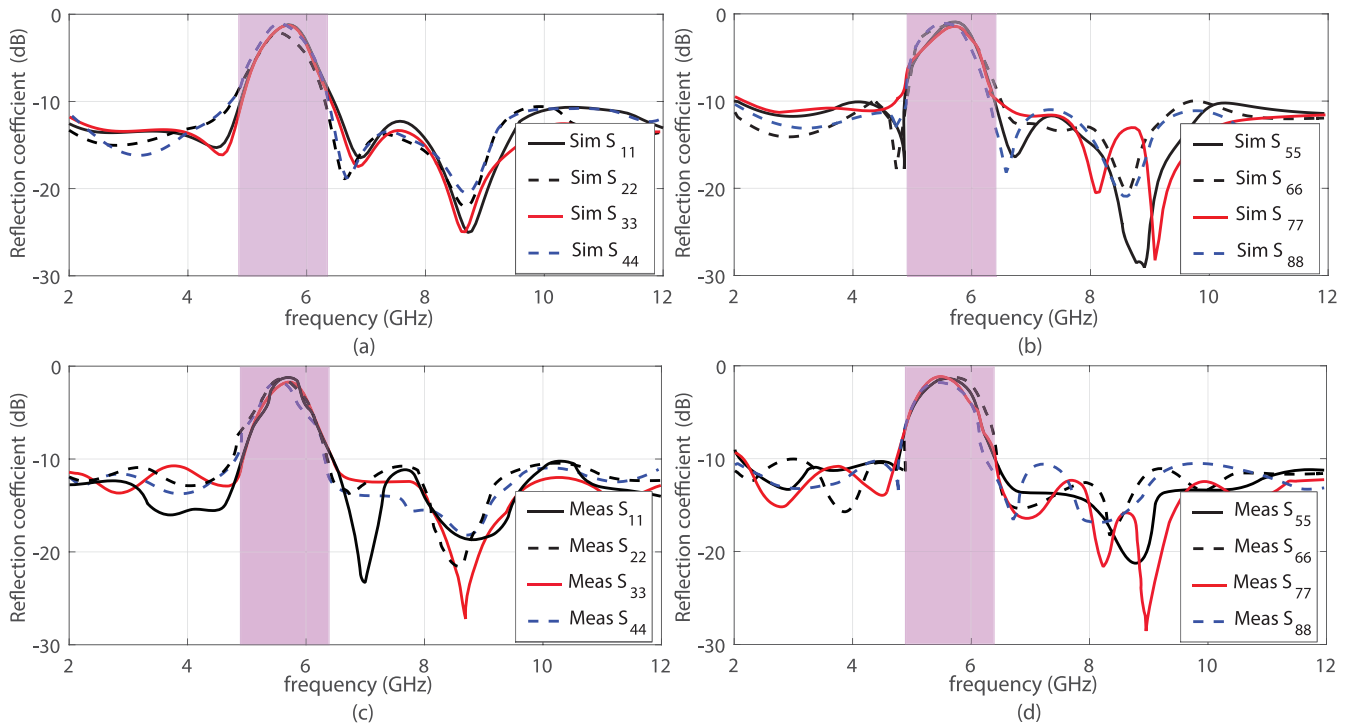 Reflection coefficient (dB)
0
-10
-20
-30
2
4
6
8
10
12
frequency (GHz)
Sim S11
Sim S22
Sim S33
Sim S44
(a)
Reflection coefficient (dB)
0
-10
-20
-30
2
4
6
8
10
12
frequency (GHz)
Sim S55
Sim S66
Sim S77
Sim S88
(b)
Reflection coefficient (dB)
0
-10
-20
-30
2
4
6
8
10
12
frequency (GHz)
Meas S11
Meas S22
Meas S33
Meas S44
(c)
Reflection coefficient (dB)
0
-10
-20
-30
2
4
6
8
10
12
frequency (GHz)
Meas S55
Meas S66
Meas S77
Meas S88
(d)